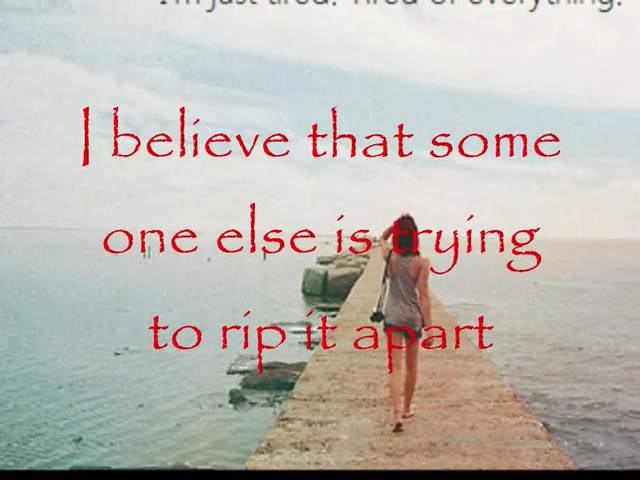 I'm just tired. Tired of everything.
I believe that some
one else is trying
to rip it apart